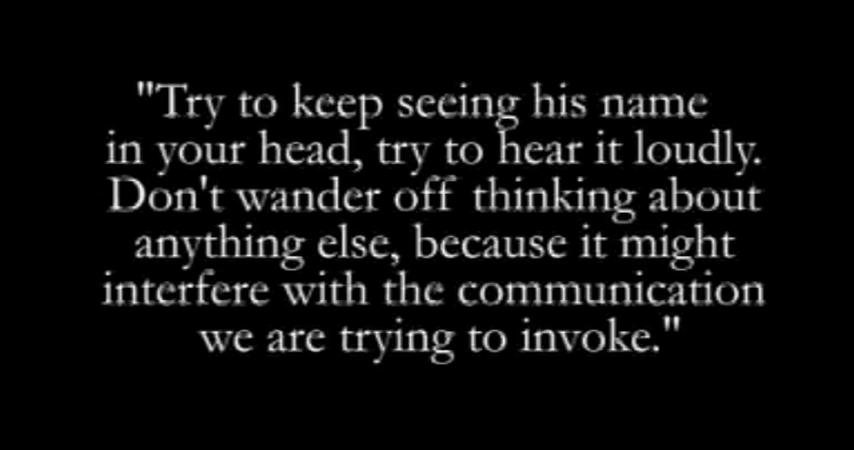 "Try to keep seeing his name
in your head, try to hear it loudly.
Don't wander off thinking about
anything else, because it might
interfere with the communication
we are trying to invoke."